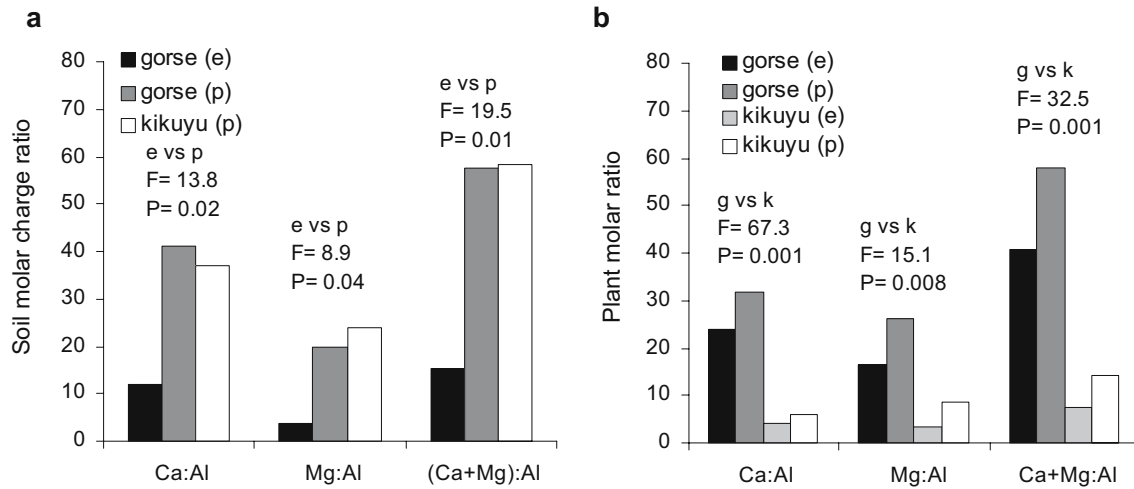 a
Soil molar charge ratio
80
70
60
50
40
30
20
10
0
gorse (e)
gorse (p)
kikuyu (p)
e vs p
F= 13.8
P= 0.02
e vs p
F= 8.9
P= 0.04
e vs p
F= 19.5
P= 0.01
Ca:Al
Mg:Al
(Ca+Mg):Al
b
Plant molar ratio
80
70
60
50
40
30
20
10
0
gorse (e)
gorse (p)
kikuyu (e)
kikuyu (p)
g vs k
F= 67.3
P= 0.001
g vs k
F= 15.1
P= 0.008
g vs k
F= 32.5
P= 0.001
Ca:Al
Mg:Al
Ca+Mg:Al